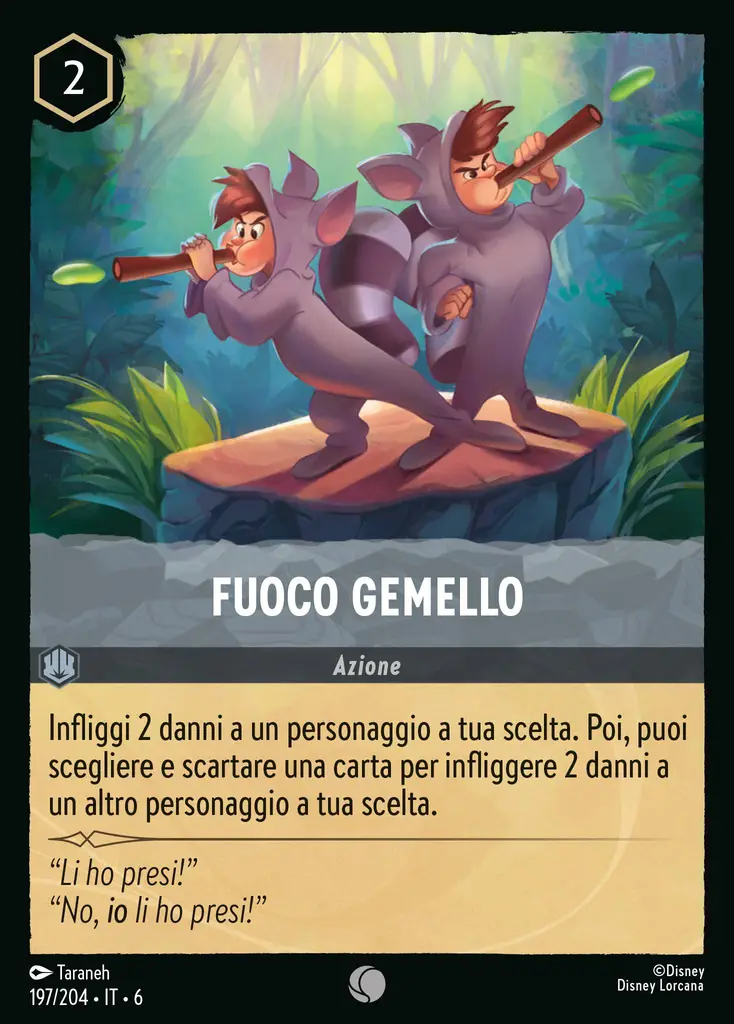 2
FUOCO GEMELLO
Azione
Infliggi 2 danni a un personaggio a tua scelta. Poi, puoi
scegliere e scartare una carta per infliggere 2 danni a
un altro personaggio a tua scelta.
“Li ho presi!”
“No, io li ho presi!”
Taraneh
197/204 • IT • 6
©Disney
Disney Lorcana